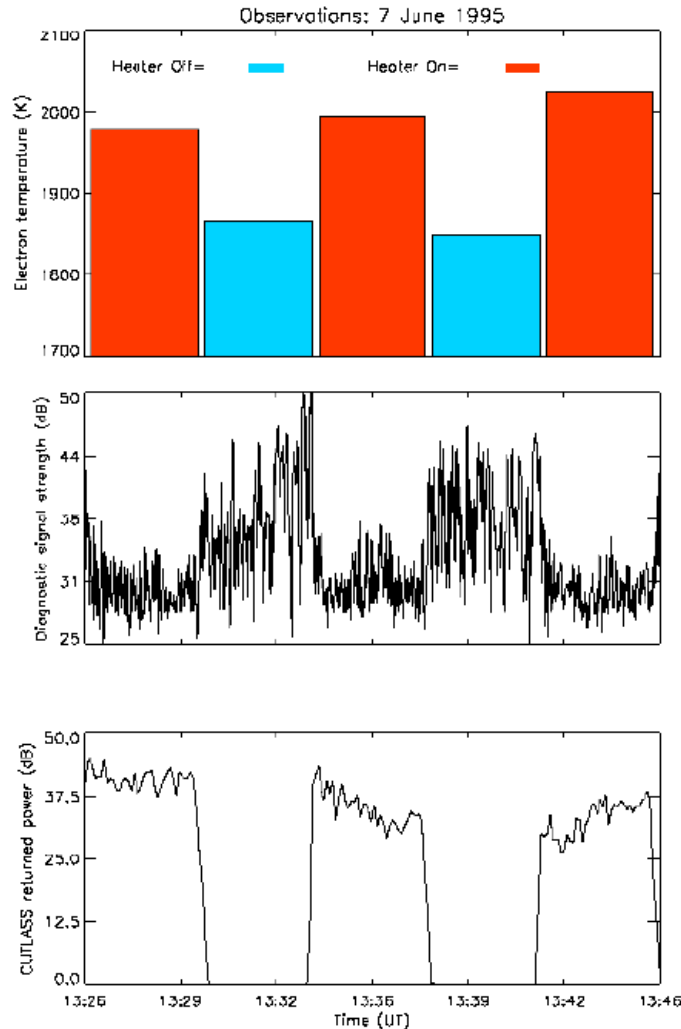 Observations: 7 June 1995
2100
Heater Off=
Heater On=
2000
1900
1800
1700
Electron temperature (K)
50
44
38
31
25
Diagnostic signal strength (dB)
50.0
37.5
25.0
12.5
0.0
CUTLASS returned power (dB)
13:26 13:29 13:32 13:36 13:39 13:42 13:46
Time (UT)